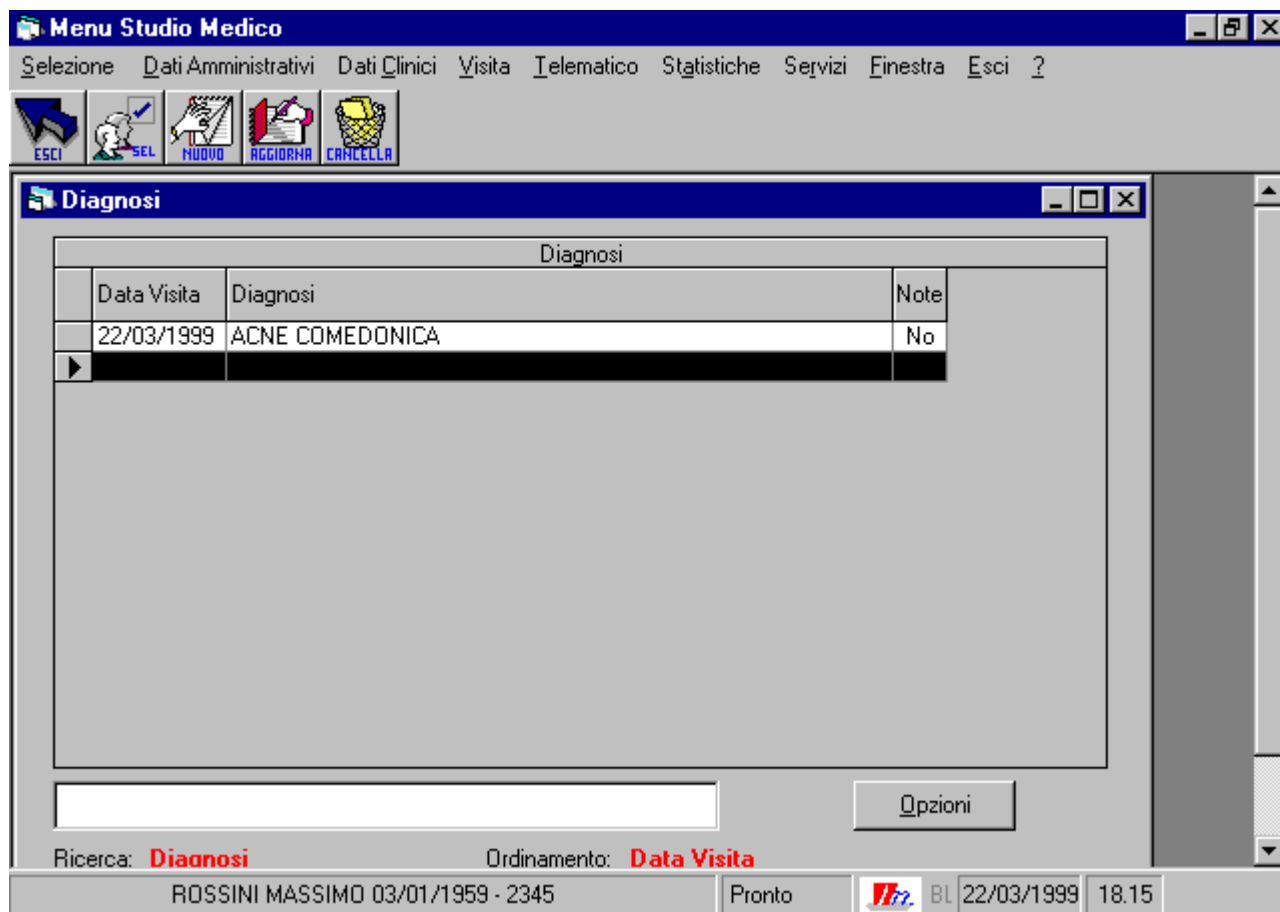 Menu Studio Medico
Selezione Dati Amministrativi Dati Clinici Visita Telematico Statistiche Servizi Finestra Esci ?
ESCI SEL NUOVO AGGIORNA CANCELLA
Diagnosi
Diagnosi
Data Visita Diagnosi Note
22/03/1999 ACNE COMEDONICA No
Opzioni
Ricerca: Diagnosi Ordinamento: Data Visita
ROSSINI MASSIMO 03/01/1959 - 2345 Pronto BL 22/03/1999 18.15